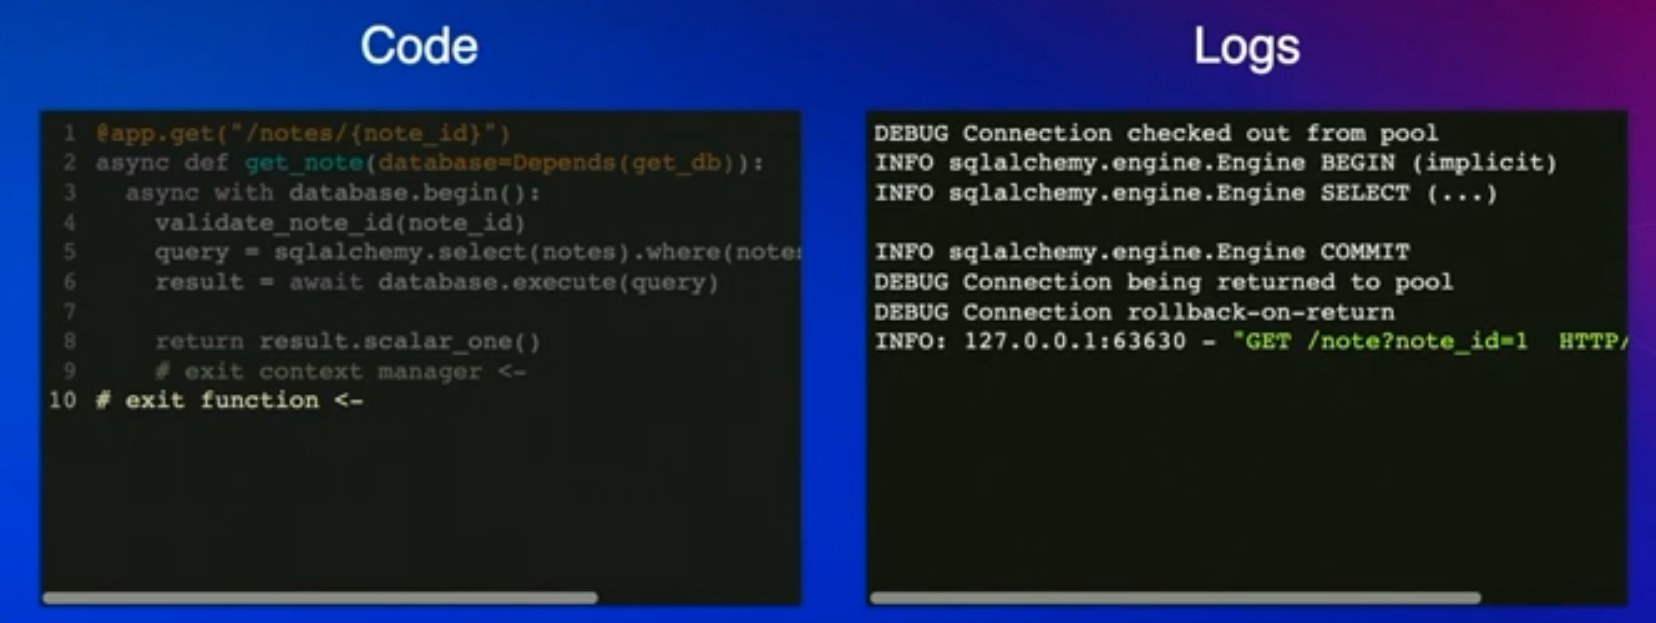 Code
1 @app.get("/notes/{note_id}")
2 async def get_note(database=Depends(get_db)):
3 async with database.begin():
4 validate_note_id(note_id)
5 query = sqlalchemy.select(notes).where(note
6 result = await database.execute(query)
7
8 return result.scalar_one()
9 # exit context manager <-
10 # exit function <-
Logs
DEBUG Connection checked out from pool
INFO sqlalchemy.engine.Engine BEGIN (implicit)
INFO sqlalchemy.engine.Engine SELECT (...)
INFO sqlalchemy.engine.Engine COMMIT
DEBUG Connection being returned to pool
DEBUG Connection rollback-on-return
INFO: 127.0.0.1:63630 - "GET /note?note_id=1 HTTP/